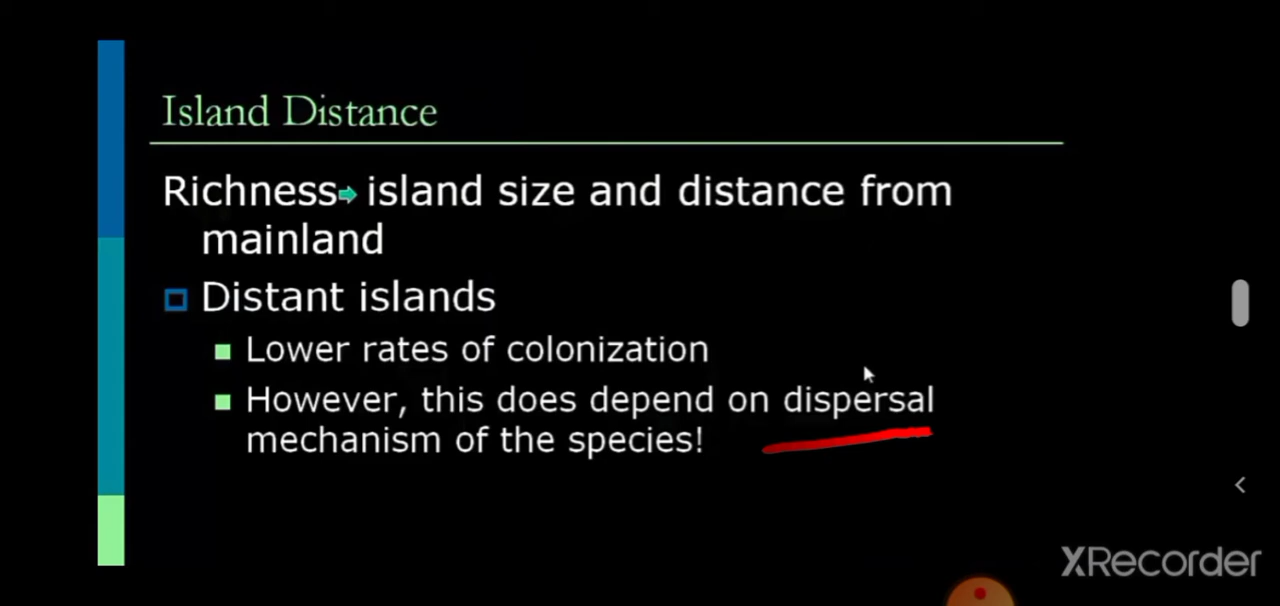 Island Distance
Richness➡ island size and distance from
mainland
Distant islands
Lower rates of colonization
However, this does depend on dispersal
mechanism of the species!
XRecorder